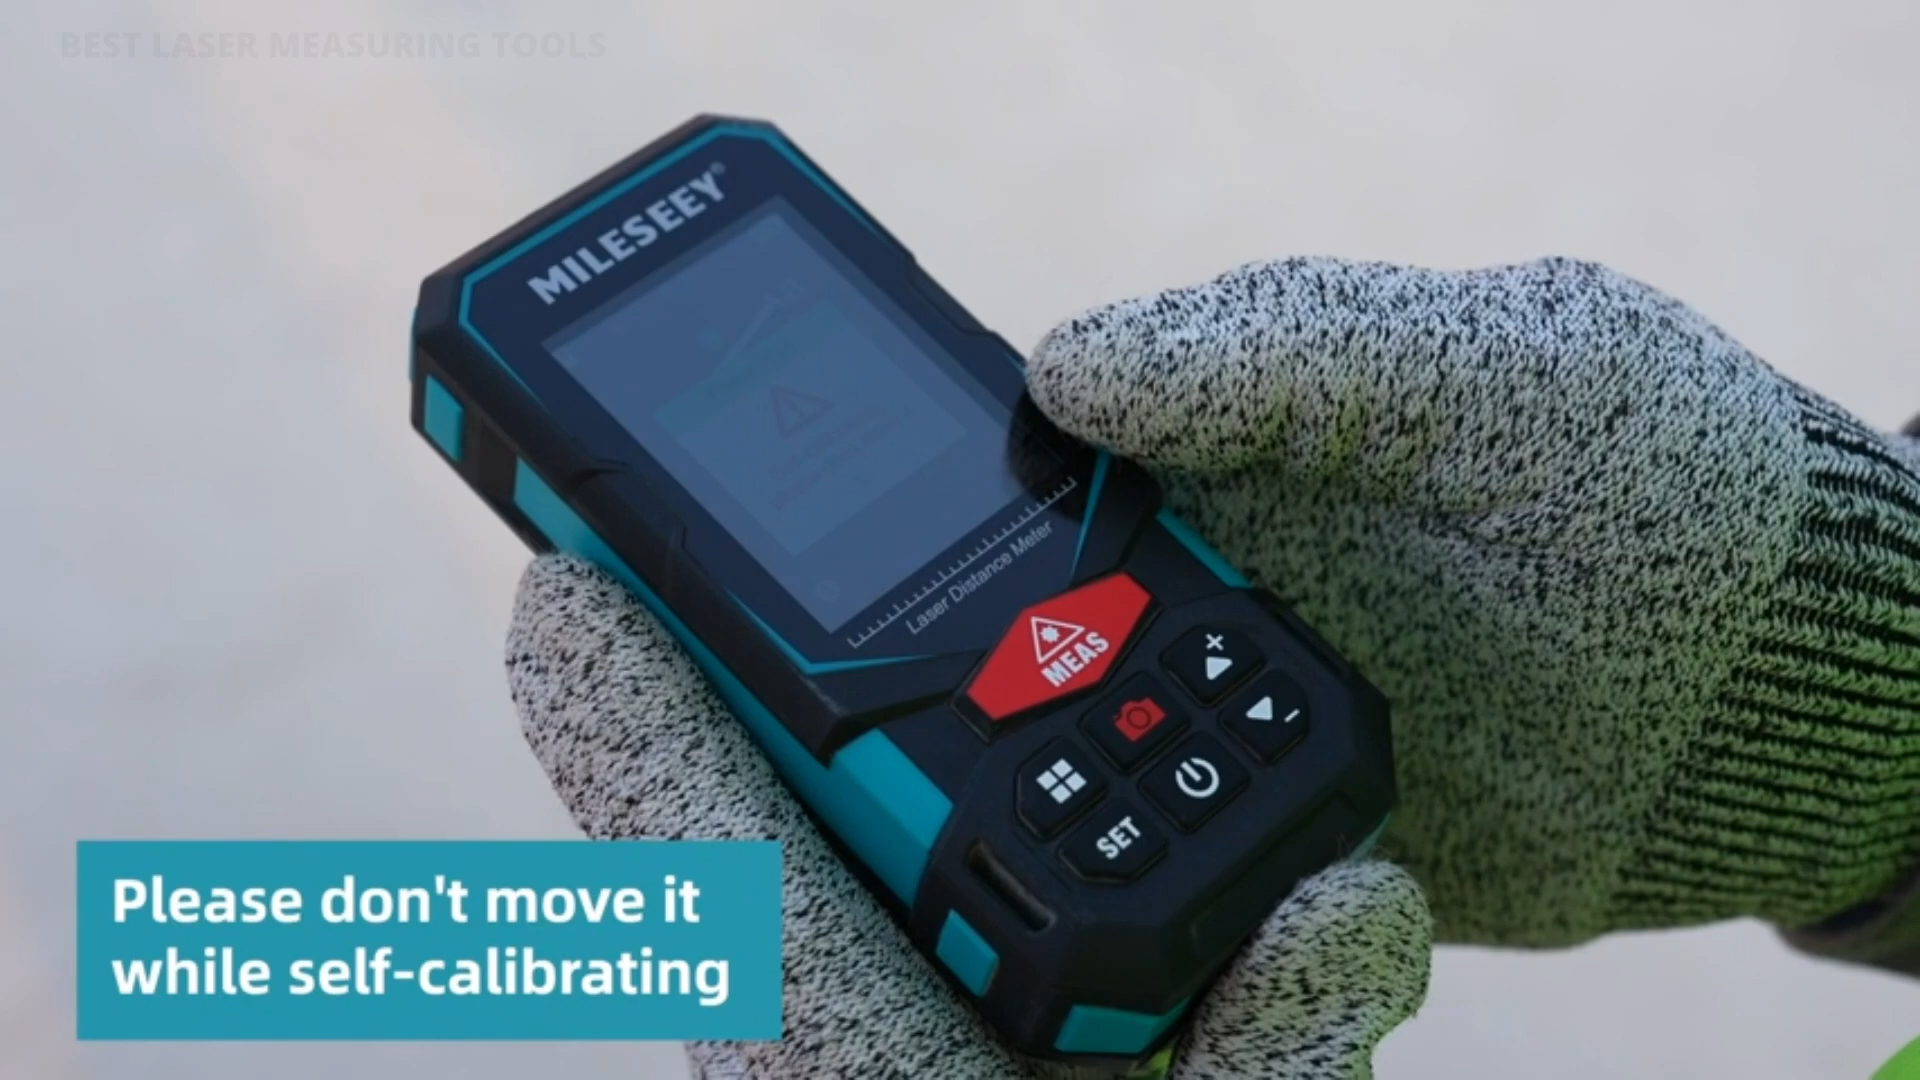 BEST LASER MEASURING TOOLS
MILESEEY®
Laser Distance Meter
MEAS
+
-
SET
Please don't move it
while self-calibrating